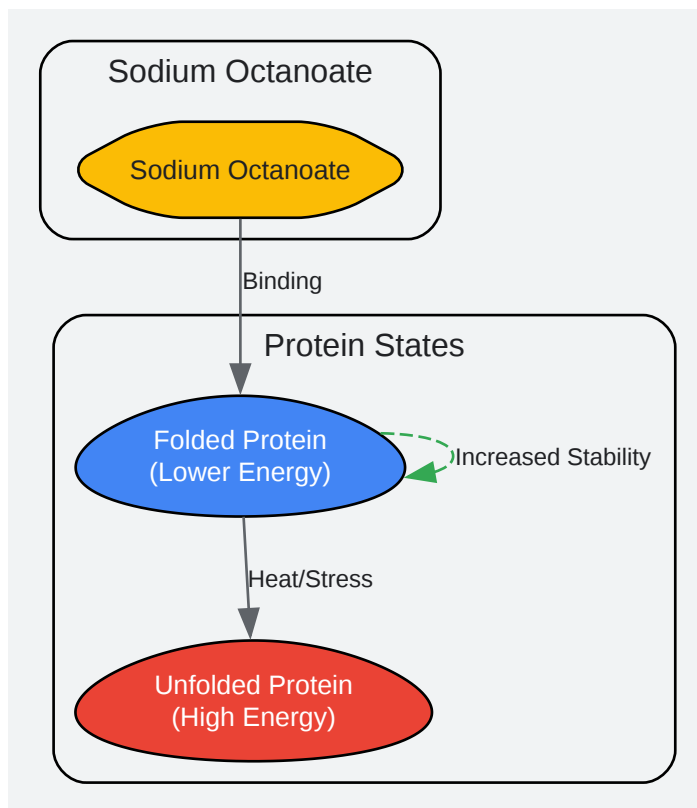 Sodium Octanoate
Sodium Octanoate
Binding
Protein States
Folded Protein
(Lower Energy)
Increased Stability
Heat/Stress
Unfolded Protein
(High Energy)